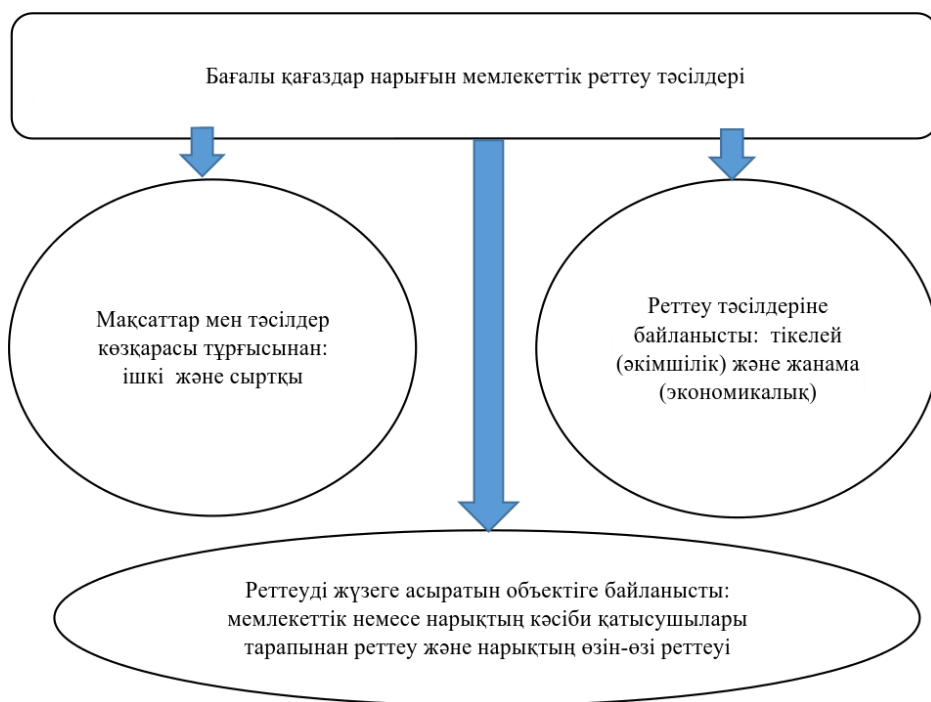 Бағалы қағаздар нарығын мемлекеттік реттеу тәсілдері
Мақсаттар мен тәсілдер
көзқарасы тұрғысынан:
ішкі және сыртқы
Реттеу тәсілдеріне
байланысты: тікелей
(әкімшілік) және жанама
(экономикалық)
Реттеуді жүзеге асыратын объектіге байланысты:
мемлекеттік немесе нарықтың кәсіби қатысушылары
тарапынан реттеу және нарықтың өзін-өзі реттеуі